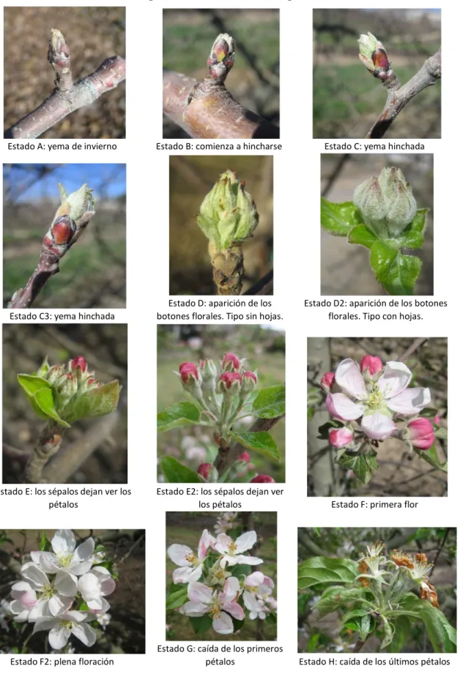 Estado A: yema de invierno
Estado B: comienza a hincharse
Estado C: yema hinchada
Estado C3: yema hinchada
Estado D: aparición de los
botones florales. Tipo sin hojas.
Estado D2: aparición de los botones
florales. Tipo con hojas.
stado E: los sépalos dejan ver los
pétalos
Estado E2: los sépalos dejan ver
los pétalos
Estado F: primera flor
Estado F2: plena floración
Estado G: caída de los primeros
pétalos
Estado H: caída de los últimos pétalos